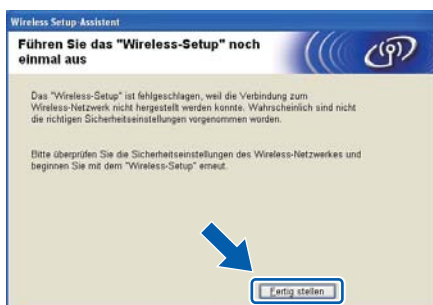 Wireless Setup-Assistent
Führen Sie das "Wireless-Setup" noch
einmal aus
Das "Wireless-Setup" ist fehlgeschlagen, weil die Verbindung zum
Wireless-Netzwerk nicht hergestellt werden konnte. Wahrscheinlich sind nicht
die richtigen Sicherheitseinstellungen vorgenommen worden.
Bitte überprüfen Sie die Sicherheitseinstellungen des Wireless-Netzwerkes und
beginnen Sie mit dem "Wireless-Setup" erneut.
Fertig stellen